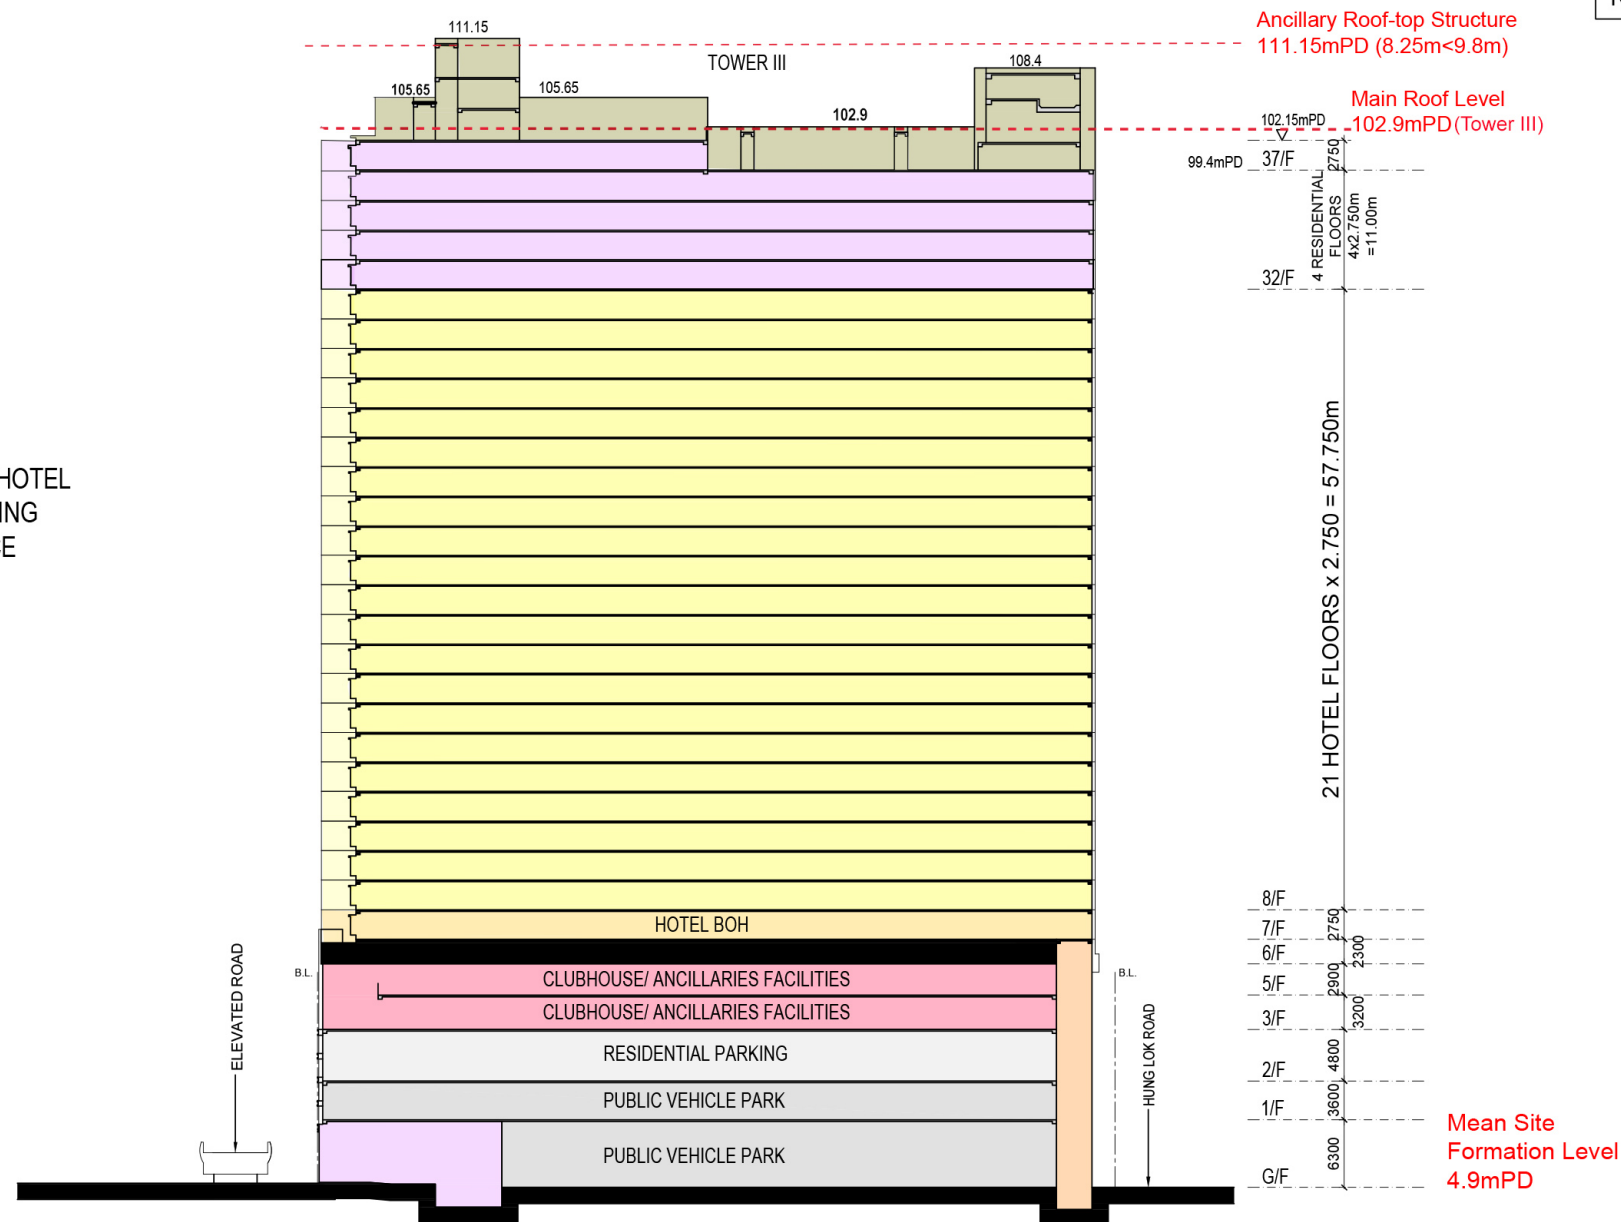 Ancillary Roof-top Structure
111.15mPD (8.25m<9.8m)
111.15
TOWER III
108.4
105.65
105.65
102.9
Main Roof Level
102.9mPD (Tower III)
102.15mPD
99.4mPD
37/F
2750
4 RESIDENTIAL
FLOORS
4x2.750m
=11.00m
32/F
HOTEL
21 HOTEL FLOORS x 2.750 = 57.750m
8/F
HOTEL BOH
7/F
2750
6/F
2300
B.L.
B.L.
CLUBHOUSE/ ANCILLARIES FACILITIES
5/F
2900
CLUBHOUSE/ ANCILLARIES FACILITIES
3/F
3200
ELEVATED ROAD
HUNG LOK ROAD
RESIDENTIAL PARKING
2/F
4800
PUBLIC VEHICLE PARK
1/F
3600
PUBLIC VEHICLE PARK
G/F
6300
Mean Site
Formation Level
4.9mPD